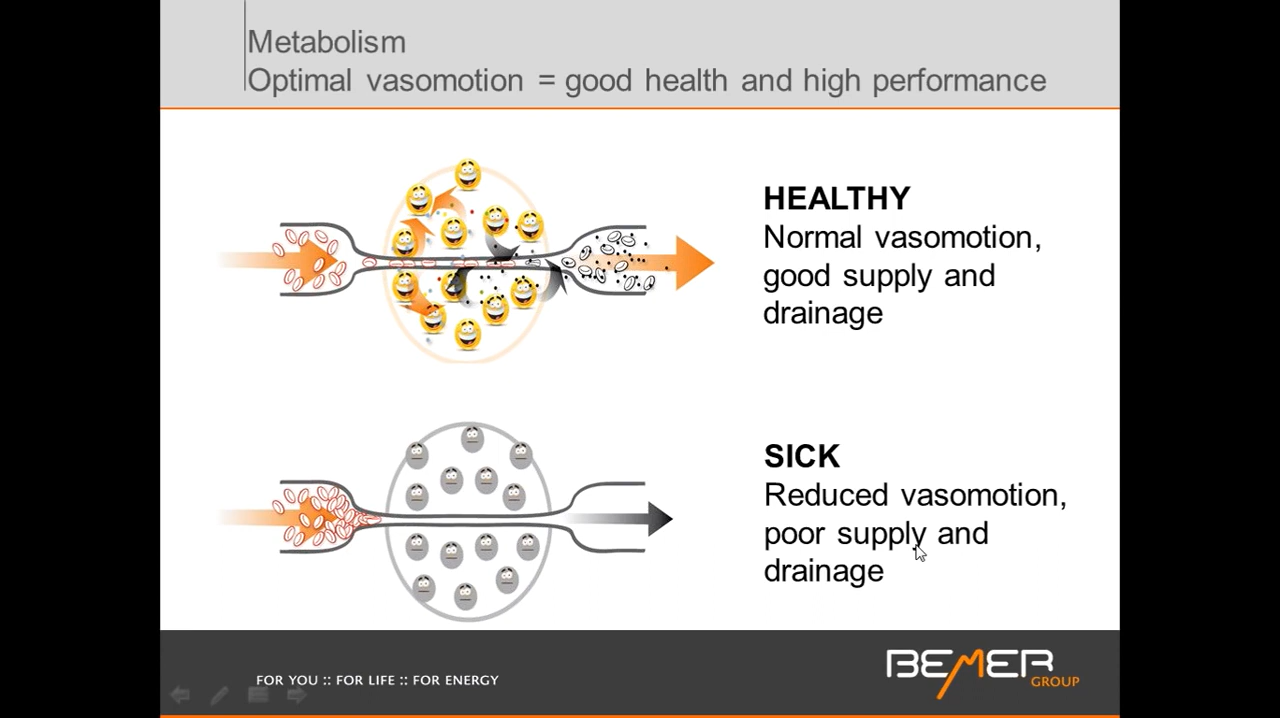 Metabolism
Optimal vasomotion = good health and high performance
HEALTHY
Normal vasomotion,
good supply and
drainage
SICK
Reduced vasomotion,
poor supply and
drainage
FOR YOU :: FOR LIFE :: FOR ENERGY
BEMER
GROUP